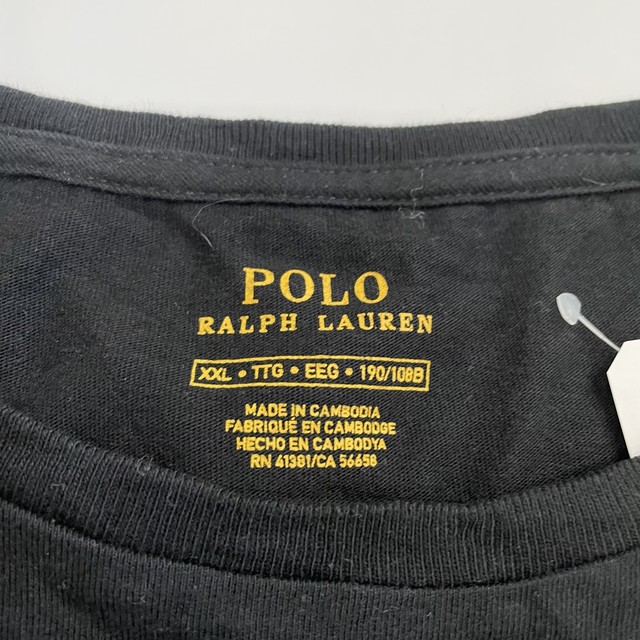 POLO
RALPH LAUREN
XXL • TTG • EEG • 190/108B
MADE IN CAMBODIA
FABRIQUÉ EN CAMBODGE
HECHO EN CAMBODYA
RN 41381/CA 56658